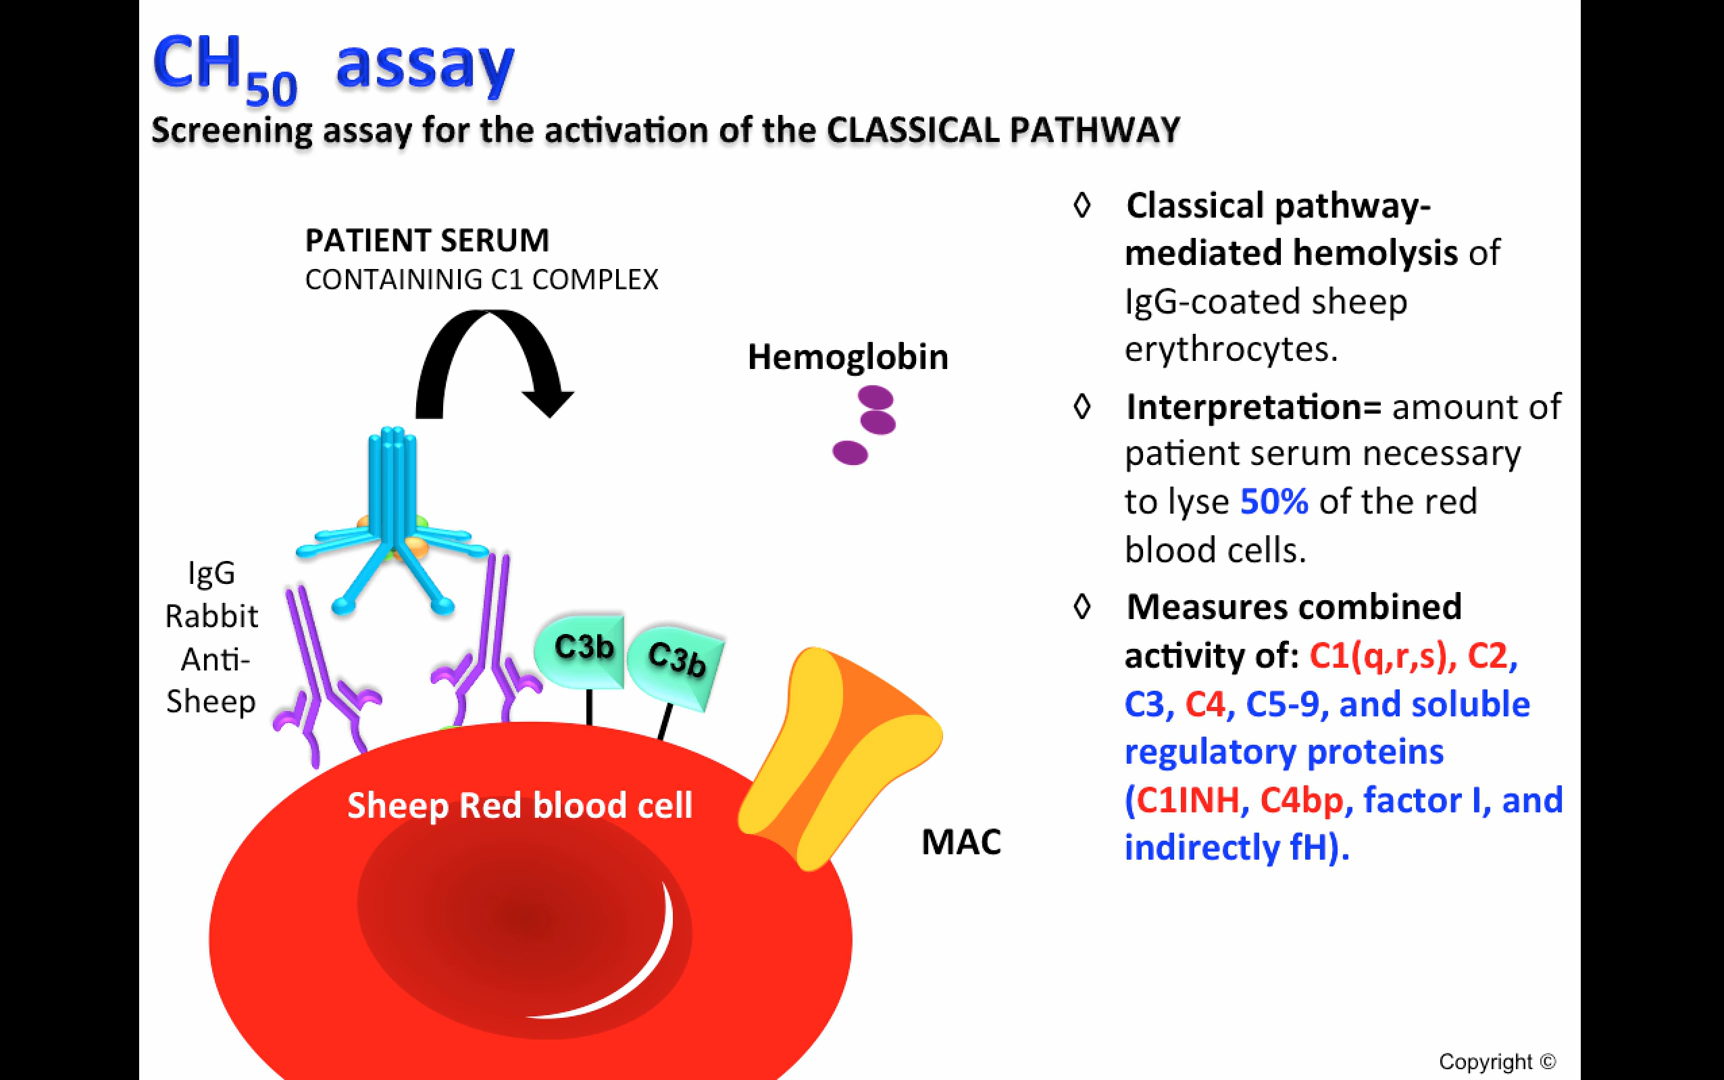 CH50 assay
Screening assay for the activation of the CLASSICAL PATHWAY
PATIENT SERUM
CONTAININIG C1 COMPLEX
Hemoglobin
IgG
Rabbit
Anti-
Sheep
C3b
C3b
Sheep Red blood cell
MAC
◊ Classical pathway-
mediated hemolysis of
IgG-coated sheep
erythrocytes.
◊ Interpretation= amount of
patient serum necessary
to lyse 50% of the red
blood cells.
◊ Measures combined
activity of: C1(q,r,s), C2,
C3, C4, C5-9, and soluble
regulatory proteins
(C1INH, C4bp, factor I, and
indirectly fH).
Copyright ©